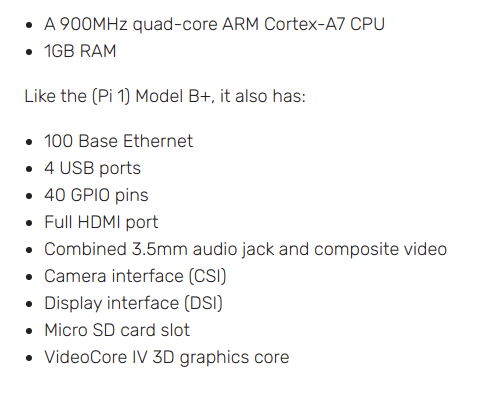 • A 900MHz quad-core ARM Cortex-A7 CPU
• 1GB RAM
Like the (Pi 1) Model B+, it also has:
• 100 Base Ethernet
• 4 USB ports
• 40 GPIO pins
• Full HDMI port
• Combined 3.5mm audio jack and composite video
• Camera interface (CSI)
• Display interface (DSI)
• Micro SD card slot
• VideoCore IV 3D graphics core